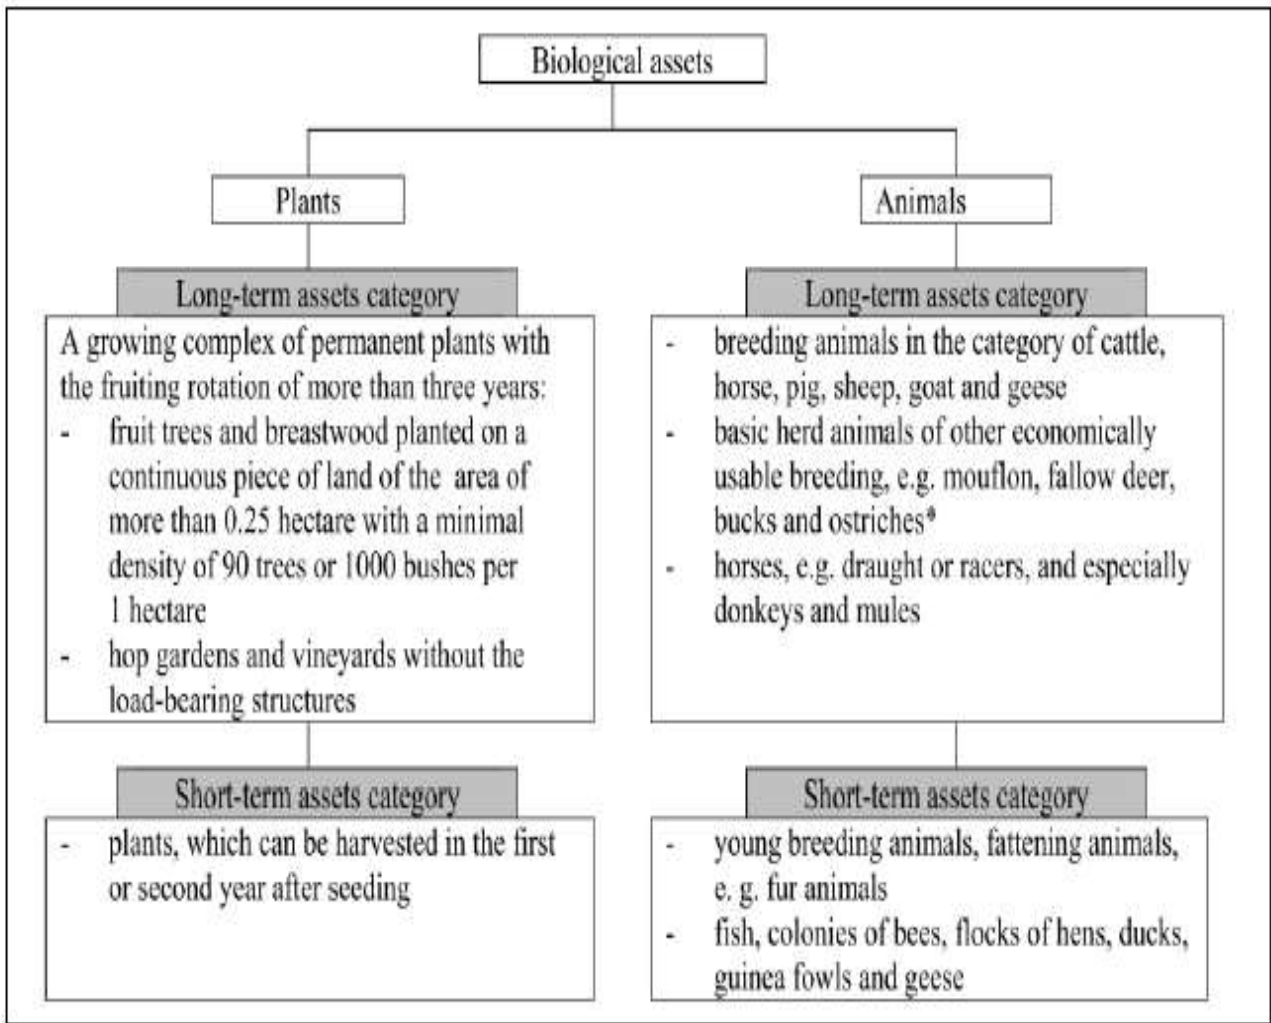 Biological assets
Plants
Long-term assets category
A growing complex of permanent plants with
the fruiting rotation of more than three years:
- fruit trees and breastwood planted on a
continuous piece of land of the area of
more than 0.25 hectare with a minimal
density of 90 trees or 1000 bushes per
1 hectare
- hop gardens and vineyards without the
load-bearing structures
Short-term assets category
- plants, which can be harvested in the first
or second year after seeding
Animals
Long-term assets category
- breeding animals in the category of cattle,
horse, pig, sheep, goat and geese
- basic herd animals of other economically
usable breeding, e.g. mouflon, fallow deer,
bucks and ostriches*
- horses, e.g. draught or racers, and especially
donkeys and mules
Short-term assets category
- young breeding animals, fattening animals,
e. g. fur animals
- fish, colonies of bees, flocks of hens, ducks,
guinea fowls and geese